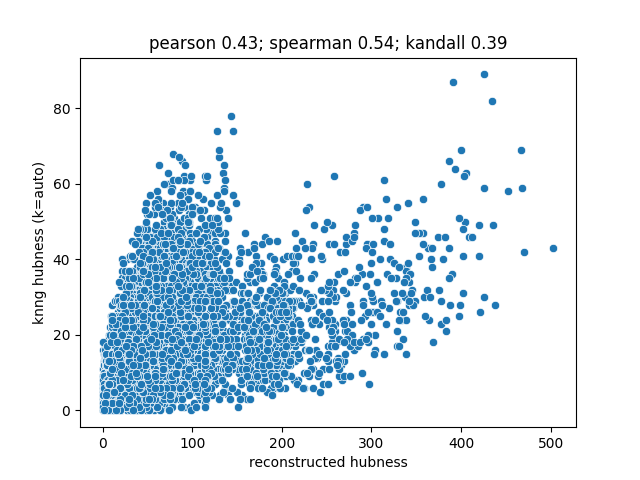 pearson 0.43; spearman 0.54; kandall 0.39
knng hubness (k=auto)
80
60
40
20
0
0 100 200 300 400 500
reconstructed hubness